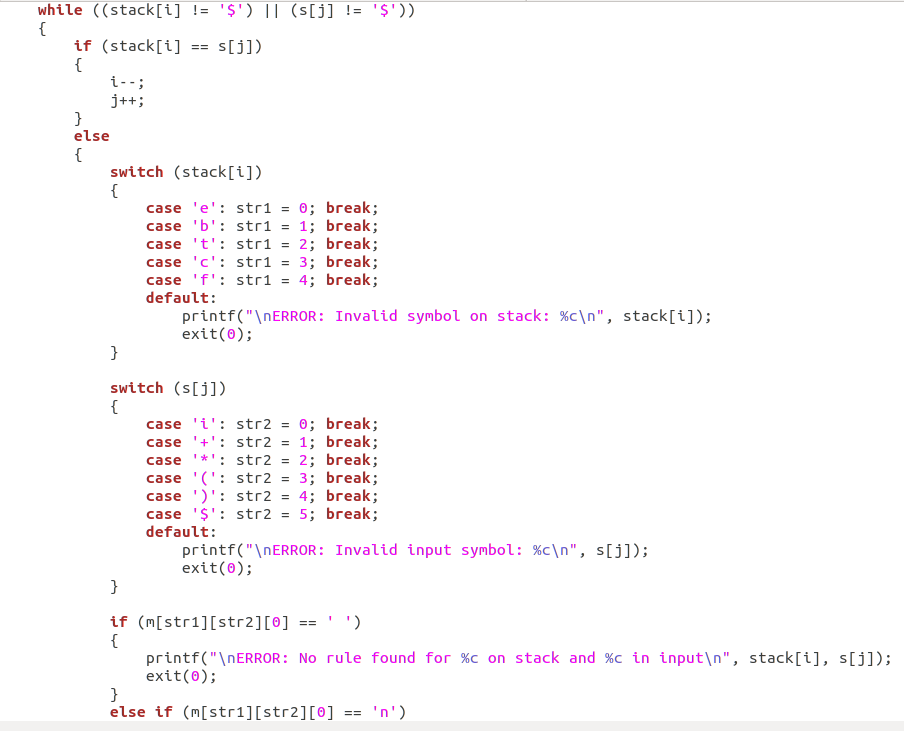 while ((stack[i] != '$') || (s[j] != '$'))
{
    if (stack[i] == s[j])
    {
        i--;
        j++;
    }
    else
    {
        switch (stack[i])
        {
            case 'e': str1 = 0; break;
            case 'b': str1 = 1; break;
            case 't': str1 = 2; break;
            case 'c': str1 = 3; break;
            case 'f': str1 = 4; break;
            default:
                printf("\nERROR: Invalid symbol on stack: %c\n", stack[i]);
                exit(0);
        }

        switch (s[j])
        {
            case 'i': str2 = 0; break;
            case '+': str2 = 1; break;
            case '*': str2 = 2; break;
            case '(': str2 = 3; break;
            case ')': str2 = 4; break;
            case '$': str2 = 5; break;
            default:
                printf("\nERROR: Invalid input symbol: %c\n", s[j]);
                exit(0);
        }

        if (m[str1][str2][0] == ' ')
        {
            printf("\nERROR: No rule found for %c on stack and %c in input\n", stack[i], s[j]);
            exit(0);
        }
        else if (m[str1][str2][0] == 'n')